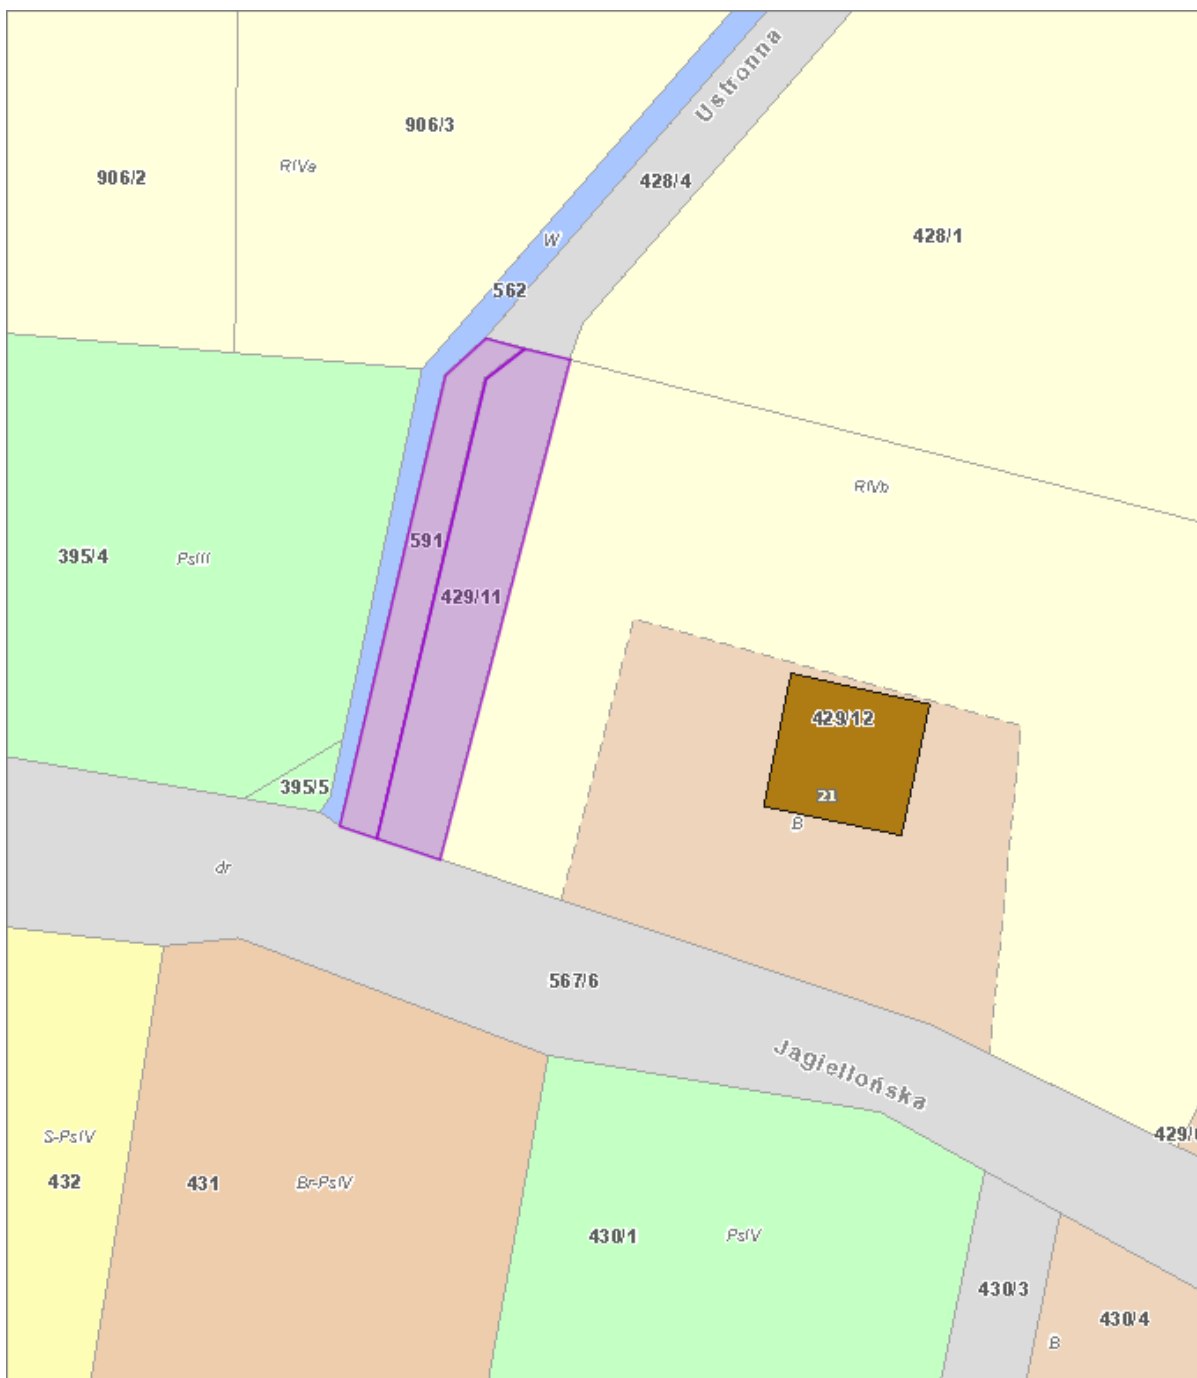 Ustronna
906/3
RIVa
906/2
428/4
428/1
W
562
RIVb
591
395/4
PsIII
429/11
429/12
395/5
21
B
dr
567/6
Jagiellońska
S-PsIV
432
431
Br-PsIV
430/1
PsIV
430/3
430/4
B